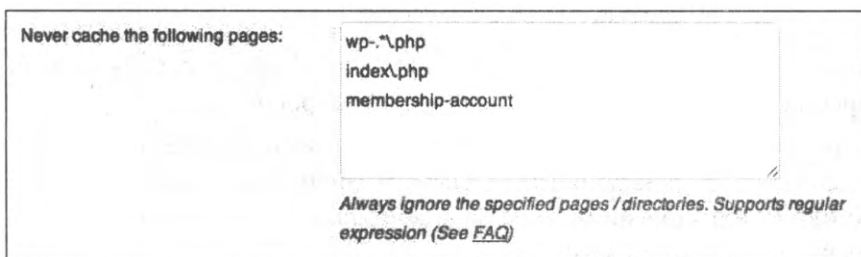 Never cache the following pages:
wp-.*\.php
index\.php
membership-account
Always ignore the specified pages / directories. Supports regular
expression (See FAQ)